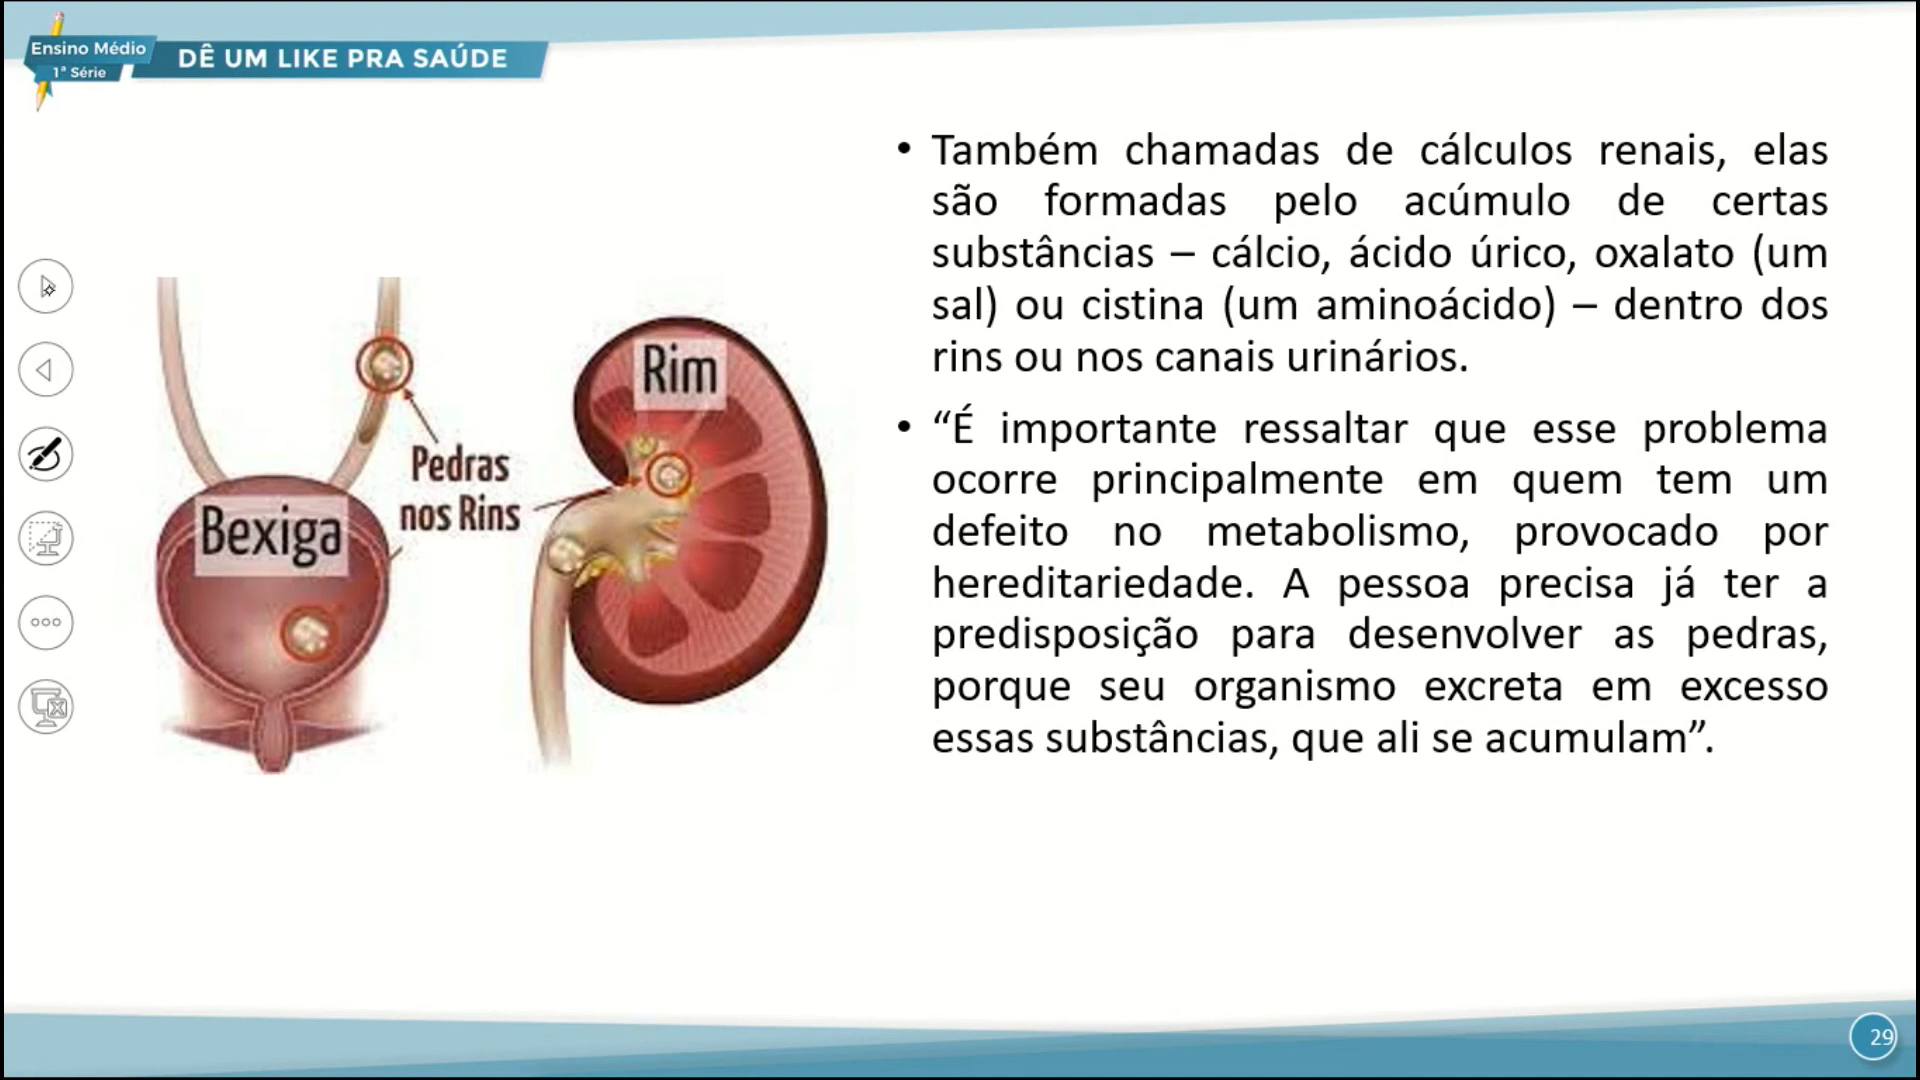 Ensino Médio
1ª Série
DÊ UM LIKE PRA SAÚDE
Rim
Pedras
nos Rins
Bexiga
• Também chamadas de cálculos renais, elas
são formadas pelo acúmulo de certas
substâncias – cálcio, ácido úrico, oxalato (um
sal) ou cistina (um aminoácido) – dentro dos
rins ou nos canais urinários.
• “É importante ressaltar que esse problema
ocorre principalmente em quem tem um
defeito no metabolismo, provocado por
hereditariedade. A pessoa precisa já ter a
predisposição para desenvolver as pedras,
porque seu organismo excreta em excesso
essas substâncias, que ali se acumulam”.
29